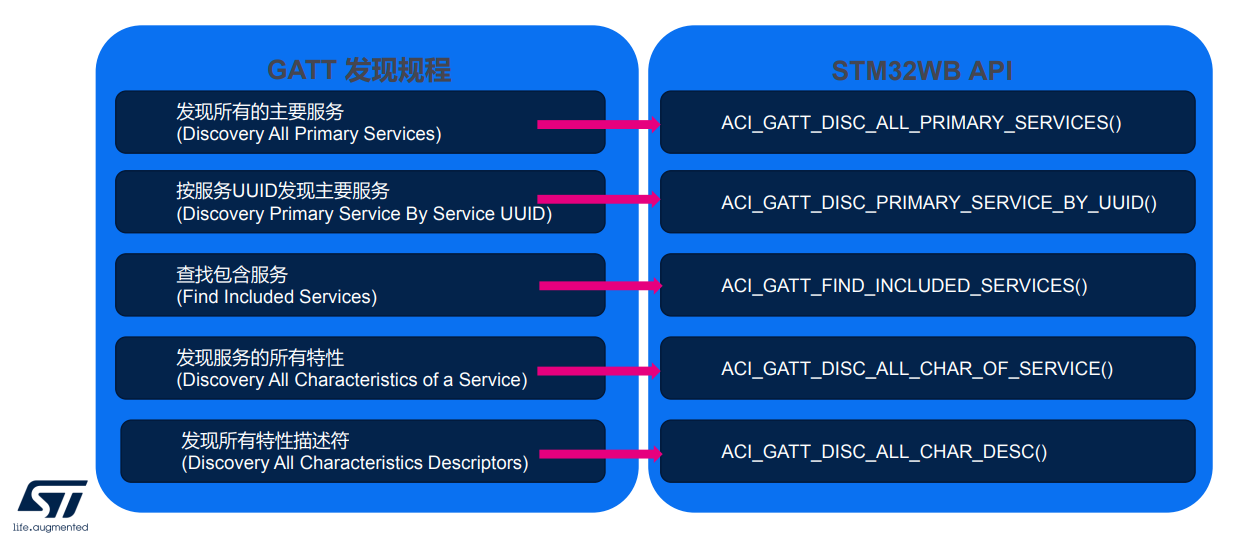 GATT 发现规程
发现所有的主要服务
(Discovery All Primary Services)
按服务UUID发现主要服务
(Discovery Primary Service By Service UUID)
查找包含服务
(Find Included Services)
发现服务的所有特性
(Discovery All Characteristics of a Service)
发现所有特性描述符
(Discovery All Characteristics Descriptors)
STM32WB API
ACI_GATT_DISC_ALL_PRIMARY_SERVICES()
ACI_GATT_DISC_PRIMARY_SERVICE_BY_UUID()
ACI_GATT_FIND_INCLUDED_SERVICES()
ACI_GATT_DISC_ALL_CHAR_OF_SERVICE()
ACI_GATT_DISC_ALL_CHAR_DESC()
ST
life.augmented